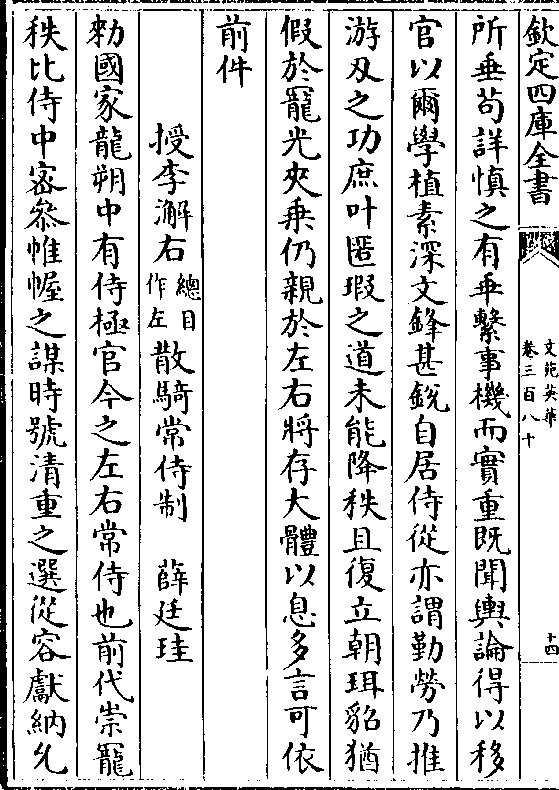 欽定四庫全書
文苑英華
卷三百八十
十四
所垂茍詳慎之有乖繫事機而實重既聞輿論得以移
官以爾學植素深文鋒甚銳自居侍從亦謂勤勞乃推
游刃之功庶叶匿瑕之道未能降秩且復立朝珥貂猶
假於寵光夾乗仍親於左右將存大體以息多言可依
前件
授李澥右總目作左散騎常侍制 薛廷珪
勑國家龍朔中有侍極官今之左右常侍也前代崇寵
秩比侍中宻叅帷幄之謀時號清重之選從容獻納允